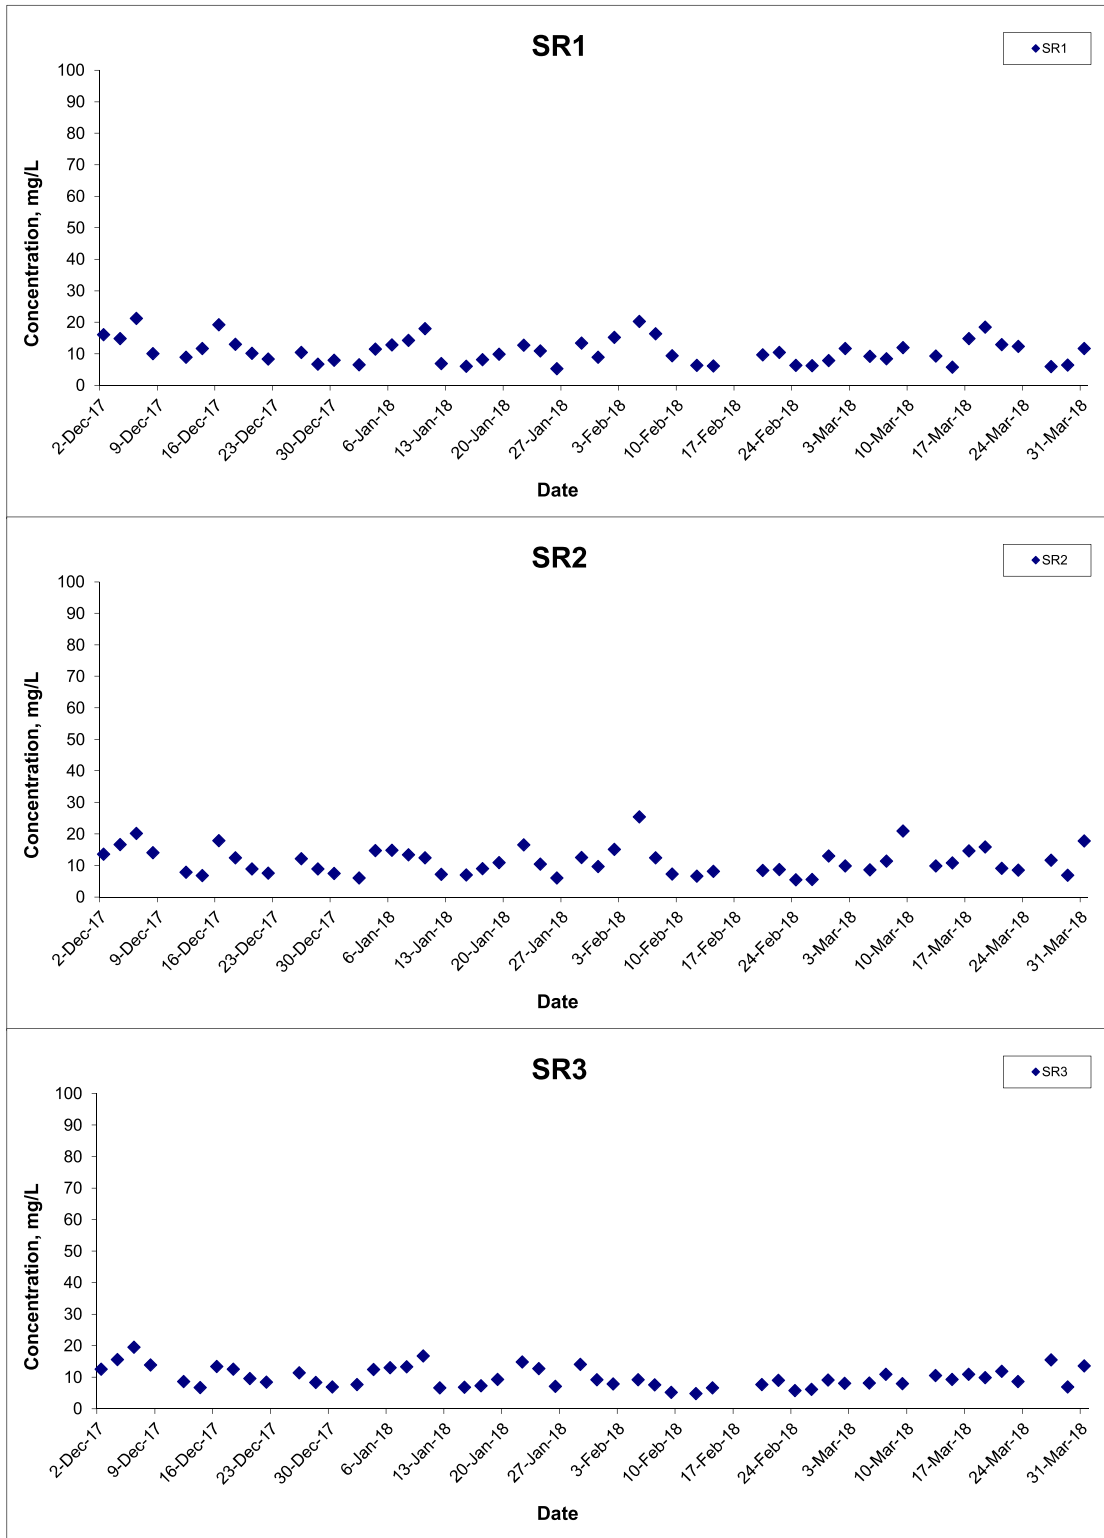 SR1
SR1
100
90
80
70
60
50
40
30
20
10
0
Concentration, mg/L
2-Dec-17
9-Dec-17
16-Dec-17
23-Dec-17
30-Dec-17
6-Jan-18
13-Jan-18
20-Jan-18
27-Jan-18
3-Feb-18
10-Feb-18
17-Feb-18
24-Feb-18
3-Mar-18
10-Mar-18
17-Mar-18
24-Mar-18
31-Mar-18
Date
SR2
SR2
100
90
80
70
60
50
40
30
20
10
0
Concentration, mg/L
2-Dec-17
9-Dec-17
16-Dec-17
23-Dec-17
30-Dec-17
6-Jan-18
13-Jan-18
20-Jan-18
27-Jan-18
3-Feb-18
10-Feb-18
17-Feb-18
24-Feb-18
3-Mar-18
10-Mar-18
17-Mar-18
24-Mar-18
31-Mar-18
Date
SR3
SR3
100
90
80
70
60
50
40
30
20
10
0
Concentration, mg/L
2-Dec-17
9-Dec-17
16-Dec-17
23-Dec-17
30-Dec-17
6-Jan-18
13-Jan-18
20-Jan-18
27-Jan-18
3-Feb-18
10-Feb-18
17-Feb-18
24-Feb-18
3-Mar-18
10-Mar-18
17-Mar-18
24-Mar-18
31-Mar-18
Date